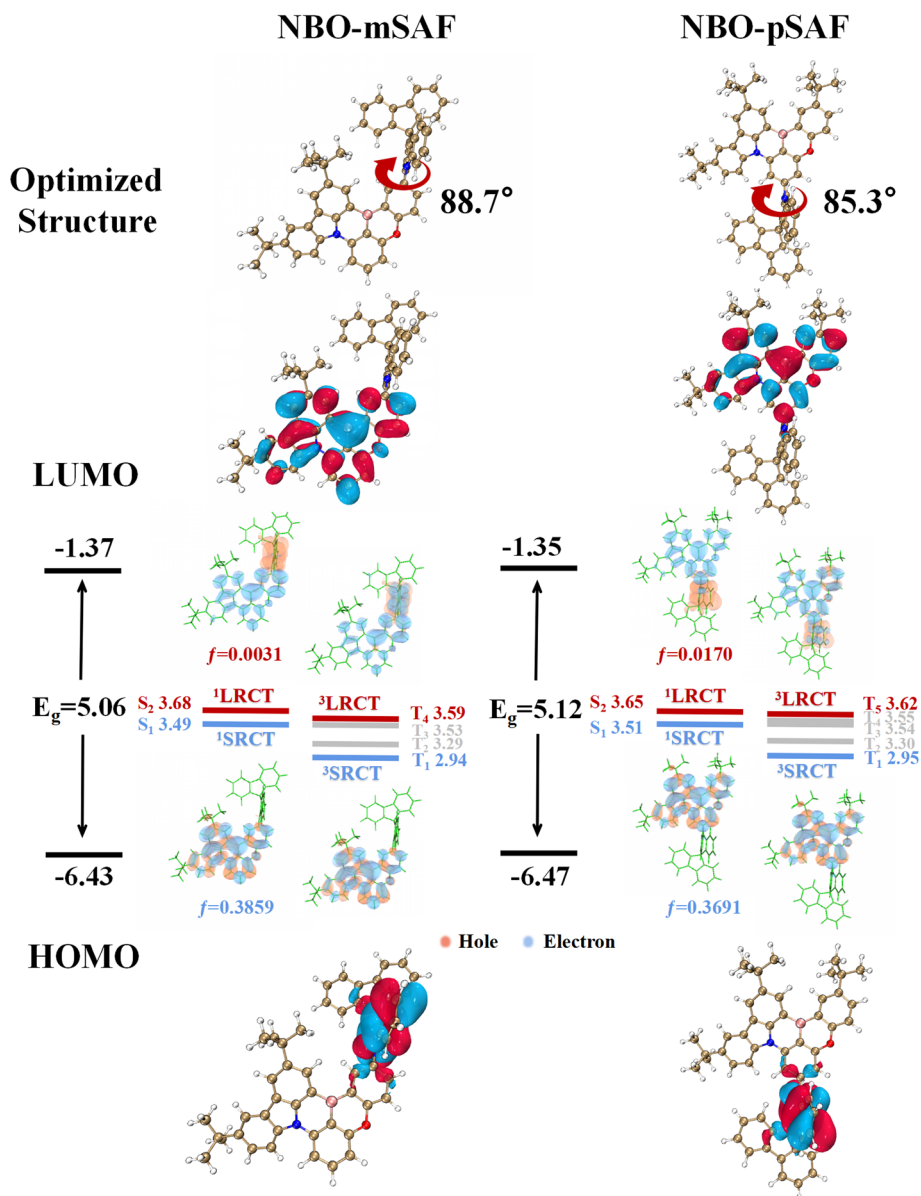 NBO-mSAF
NBO-pSAF
Optimized
Structure
88.7°
85.3°
LUMO
-1.37
-1.35
f=0.0031
f=0.0170
Eg=5.06
S2 3.68
S1 3.49
¹LRCT
¹SRCT
³LRCT
³SRCT
T4 3.59
T3 3.53
T2 3.29
T1 2.94
Eg=5.12
S2 3.65
S1 3.51
¹LRCT
¹SRCT
³LRCT
³SRCT
T5 3.62
T4 3.55
T3 3.54
T2 3.30
T1 2.95
-6.43
-6.47
f=0.3859
f=0.3691
HOMO
Hole
Electron